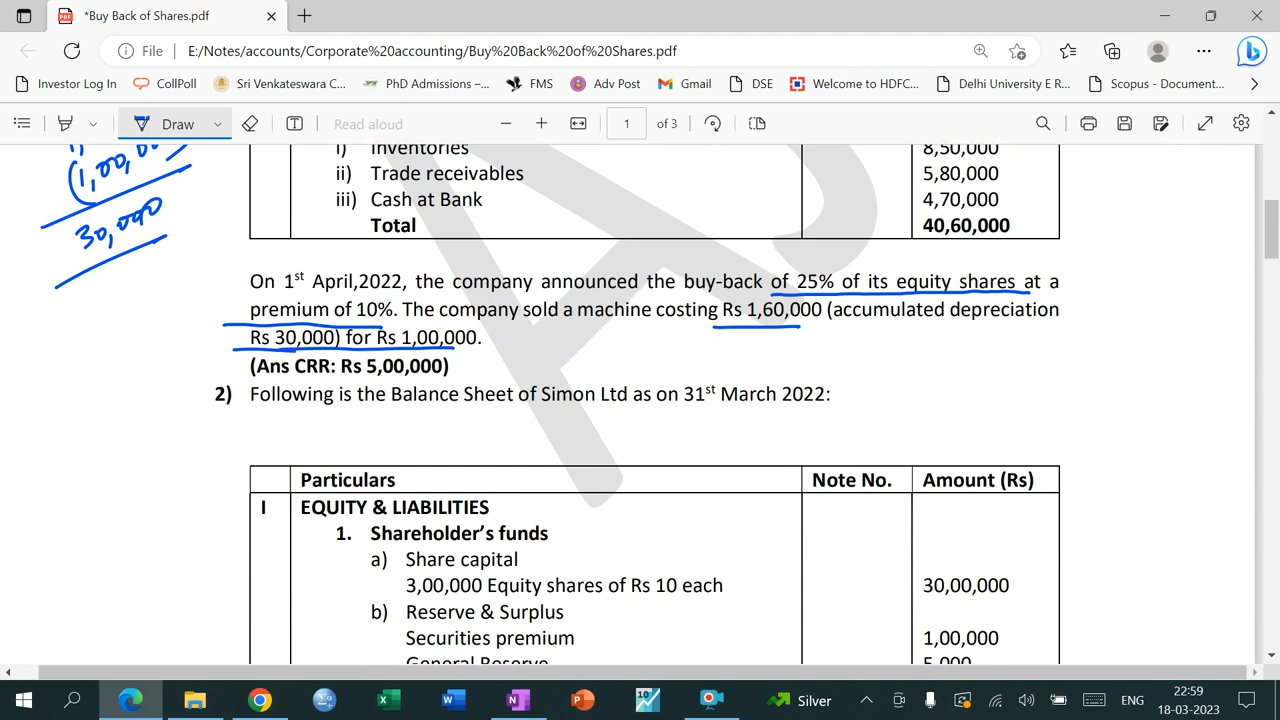 *Buy Back of Shares.pdf
File E:/Notes/accounts/Corporate%20accounting/Buy%20Back%20of%20Shares.pdf
Investor Log In CollPoll Sri Venkateswara C... PhD Admissions –... FMS Adv Post Gmail DSE Welcome to HDFC... Delhi University E R... Scopus - Document...
Draw Read aloud 1 of 3
(1,00,00
30,000
i) Inventories 8,50,000
ii) Trade receivables 5,80,000
iii) Cash at Bank 4,70,000
Total 40,60,000
On 1st April,2022, the company announced the buy-back of 25% of its equity shares at a
premium of 10%. The company sold a machine costing Rs 1,60,000 (accumulated depreciation
Rs 30,000) for Rs 1,00,000.
(Ans CRR: Rs 5,00,000)
2) Following is the Balance Sheet of Simon Ltd as on 31st March 2022:
Particulars Note No. Amount (Rs)
I EQUITY & LIABILITIES
1. Shareholder's funds
a) Share capital
3,00,000 Equity shares of Rs 10 each 30,00,000
b) Reserve & Surplus
Securities premium 1,00,000
General Reserve 5,000
Silver ENG 22:59
18-03-2023